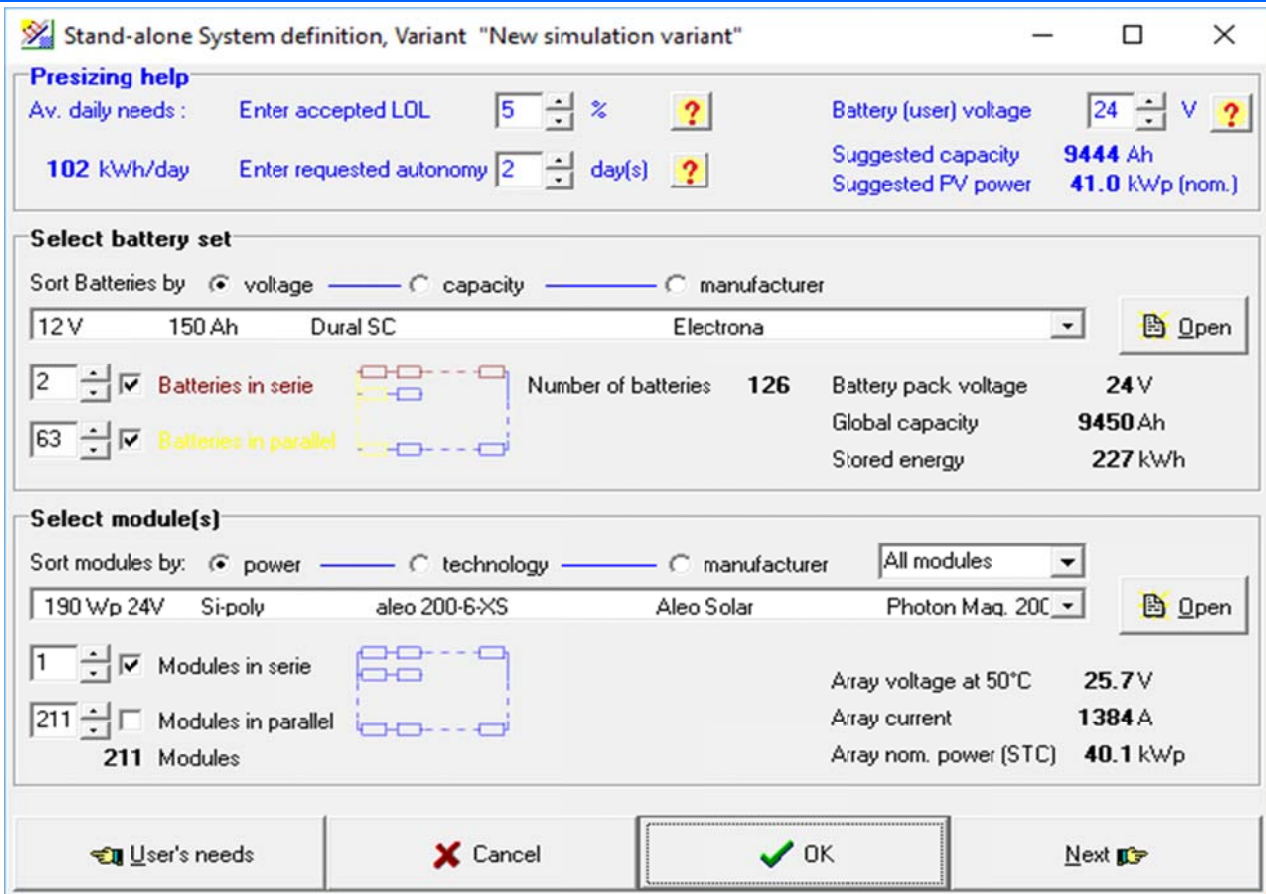 Stand-alone System definition, Variant "New simulation variant"
Presizing help
Av. daily needs : Enter accepted LOL 5 % ? Battery (user) voltage 24 V ?
102 kWh/day Enter requested autonomy 2 day(s) ? Suggested capacity 9444 Ah
Suggested PV power 41.0 kWp (nom.)
Select battery set
Sort Batteries by voltage capacity manufacturer
12 V 150 Ah Dural SC Electrona Open
2 Batteries in serie Number of batteries 126 Battery pack voltage 24 V
Global capacity 9450 Ah
63 Batteries in parallel
Stored energy 227 kWh
Select module(s)
Sort modules by: power technology manufacturer All modules
190 Wp 24V Si-poly aleo 200-6-XS Aleo Solar Photon Mag. 200 Open
1 Modules in serie
Array voltage at 50°C 25.7 V
211 Modules in parallel Array current 1384 A
211 Modules Array nom. power (STC) 40.1 kWp
User's needs Cancel OK Next